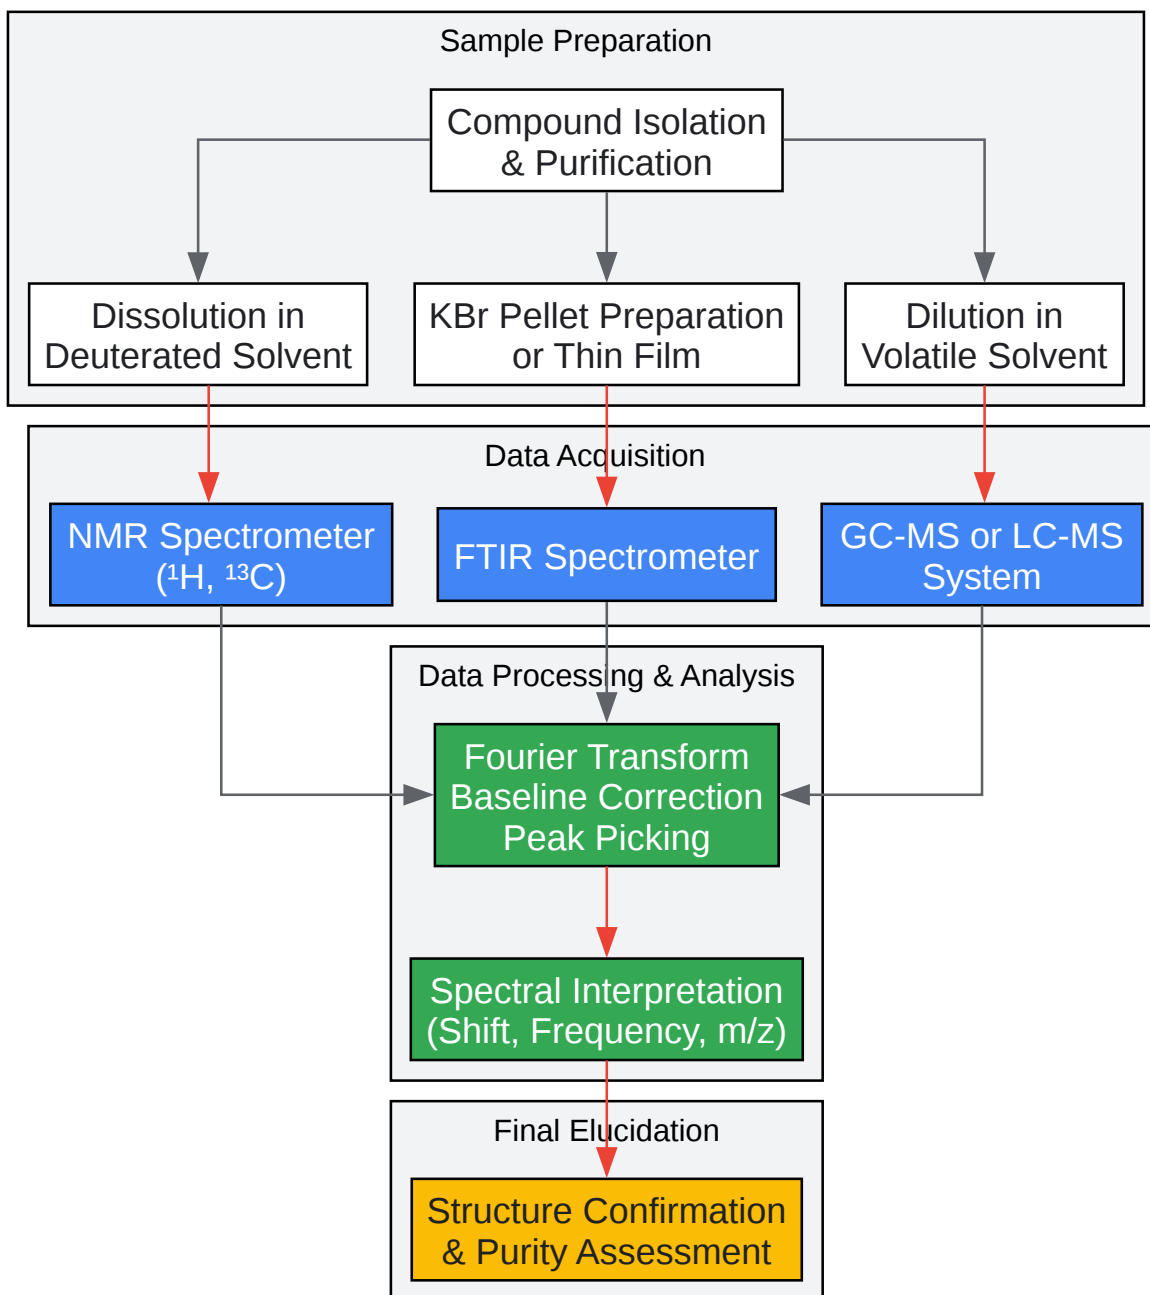 Sample Preparation
Compound Isolation
& Purification
Dissolution in
Deuterated Solvent
KBr Pellet Preparation
or Thin Film
Dilution in
Volatile Solvent
Data Acquisition
NMR Spectrometer
(¹H, ¹³C)
FTIR Spectrometer
GC-MS or LC-MS
System
Data Processing & Analysis
Fourier Transform
Baseline Correction
Peak Picking
Spectral Interpretation
(Shift, Frequency, m/z)
Final Elucidation
Structure Confirmation
& Purity Assessment